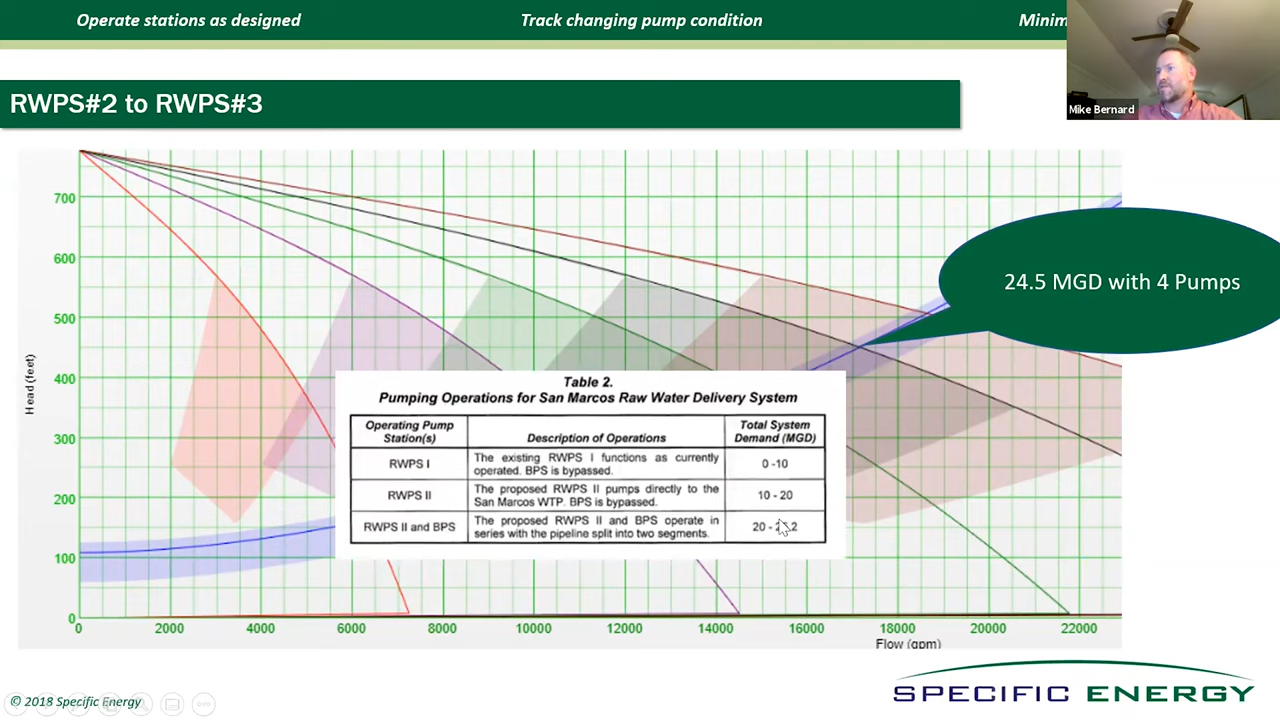 Operate stations as designed
Track changing pump condition
Mike Bernard
RWPS#2 to RWPS#3
700
600
500
400
300
200
100
0
Head (feet)
24.5 MGD with 4 Pumps
Table 2.
Pumping Operations for San Marcos Raw Water Delivery System
Operating Pump Station(s)
Description of Operations
Total System Demand (MGD)
RWPS I
The existing RWPS I functions as currently
operated. BPS is bypassed.
0 -10
RWPS II
The proposed RWPS II pumps directly to the
San Marcos WTP. BPS is bypassed.
10 - 20
RWPS II and BPS
The proposed RWPS II and BPS operate in
series with the pipeline split into two segments.
20 -
0
2000
4000
6000
8000
10000
12000
14000
16000
18000
20000
22000
Flow (gpm)
© 2018 Specific Energy
SPECIFIC ENERGY